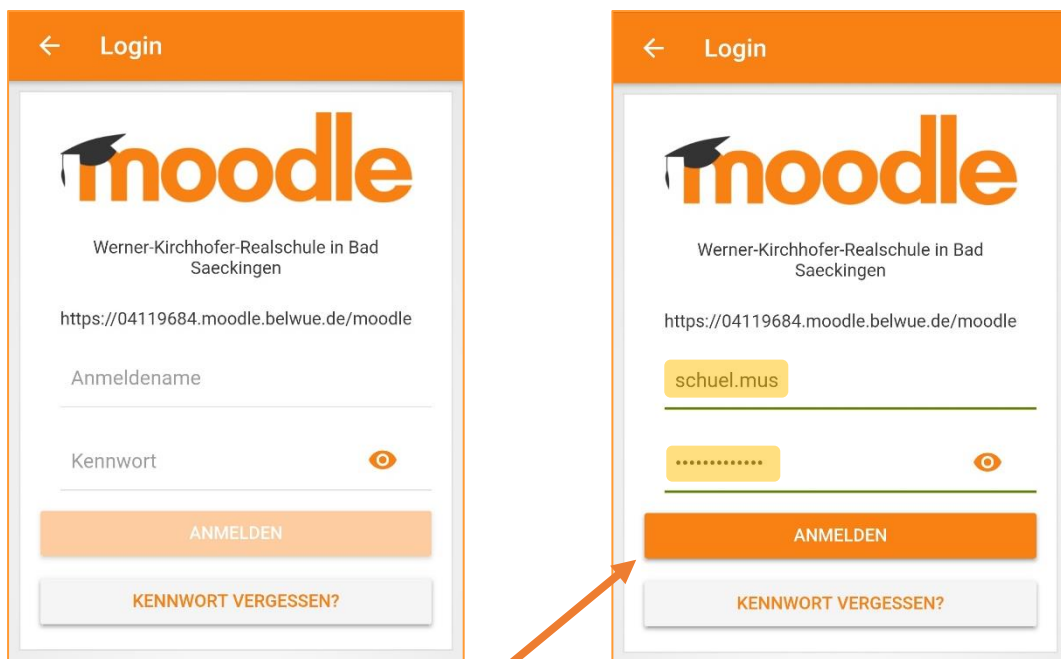 Login
moodle
Werner-Kirchhofer-Realschule in Bad
Saeckingen
https://04119684.moodle.belwue.de/moodle
Anmeldename
Kennwort
ANMELDEN
KENNWORT VERGESSEN?
Login
moodle
Werner-Kirchhofer-Realschule in Bad
Saeckingen
https://04119684.moodle.belwue.de/moodle
schuel.mus
•••••••••••••
ANMELDEN
KENNWORT VERGESSEN?